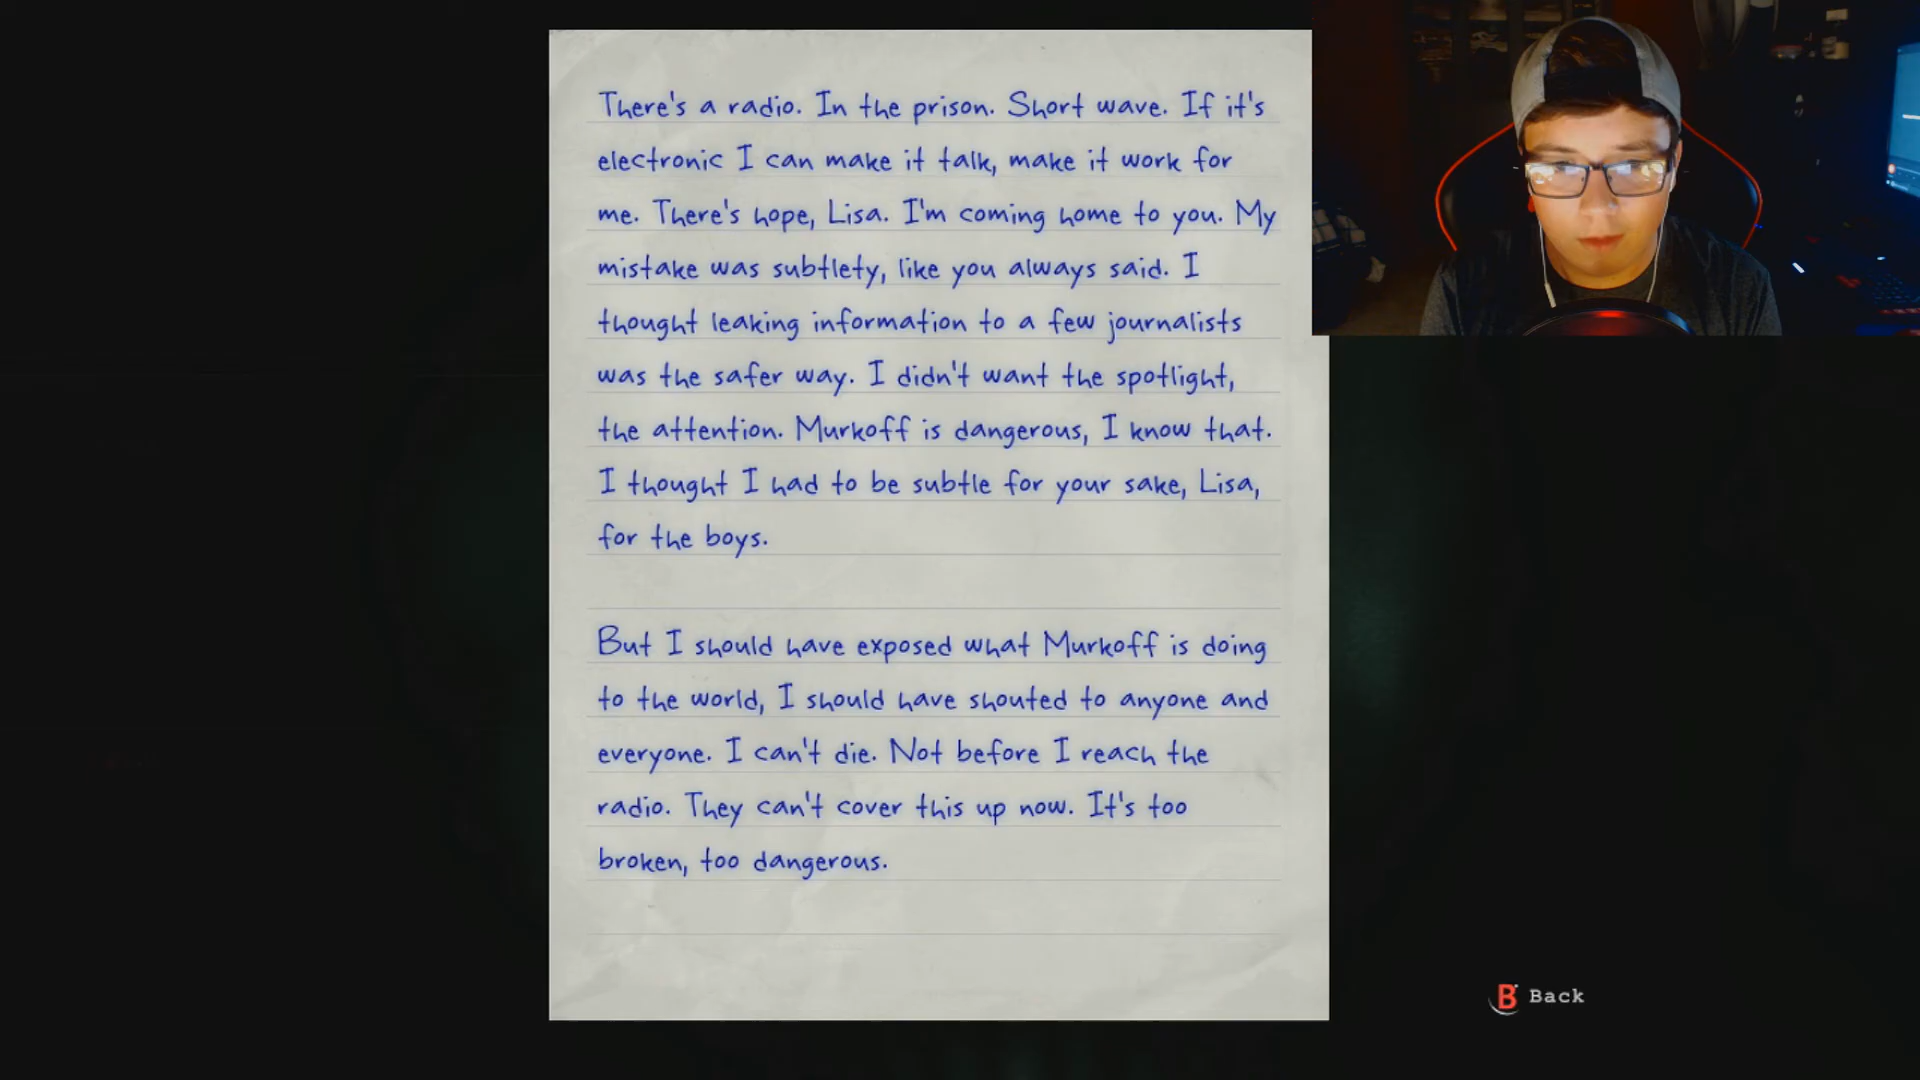 There's a radio. In the prison. Short wave. If it's
electronic I can make it talk, make it work for
me. There's hope, Lisa. I'm coming home to you. My
mistake was subtlety, like you always said. I
thought leaking information to a few journalists
was the safer way. I didn't want the spotlight,
the attention. Murkoff is dangerous, I know that.
I thought I had to be subtle for your sake, Lisa,
for the boys.
But I should have exposed what Murkoff is doing
to the world, I should have shouted to anyone and
everyone. I can't die. Not before I reach the
radio. They can't cover this up now. It's too
broken, too dangerous.
B Back